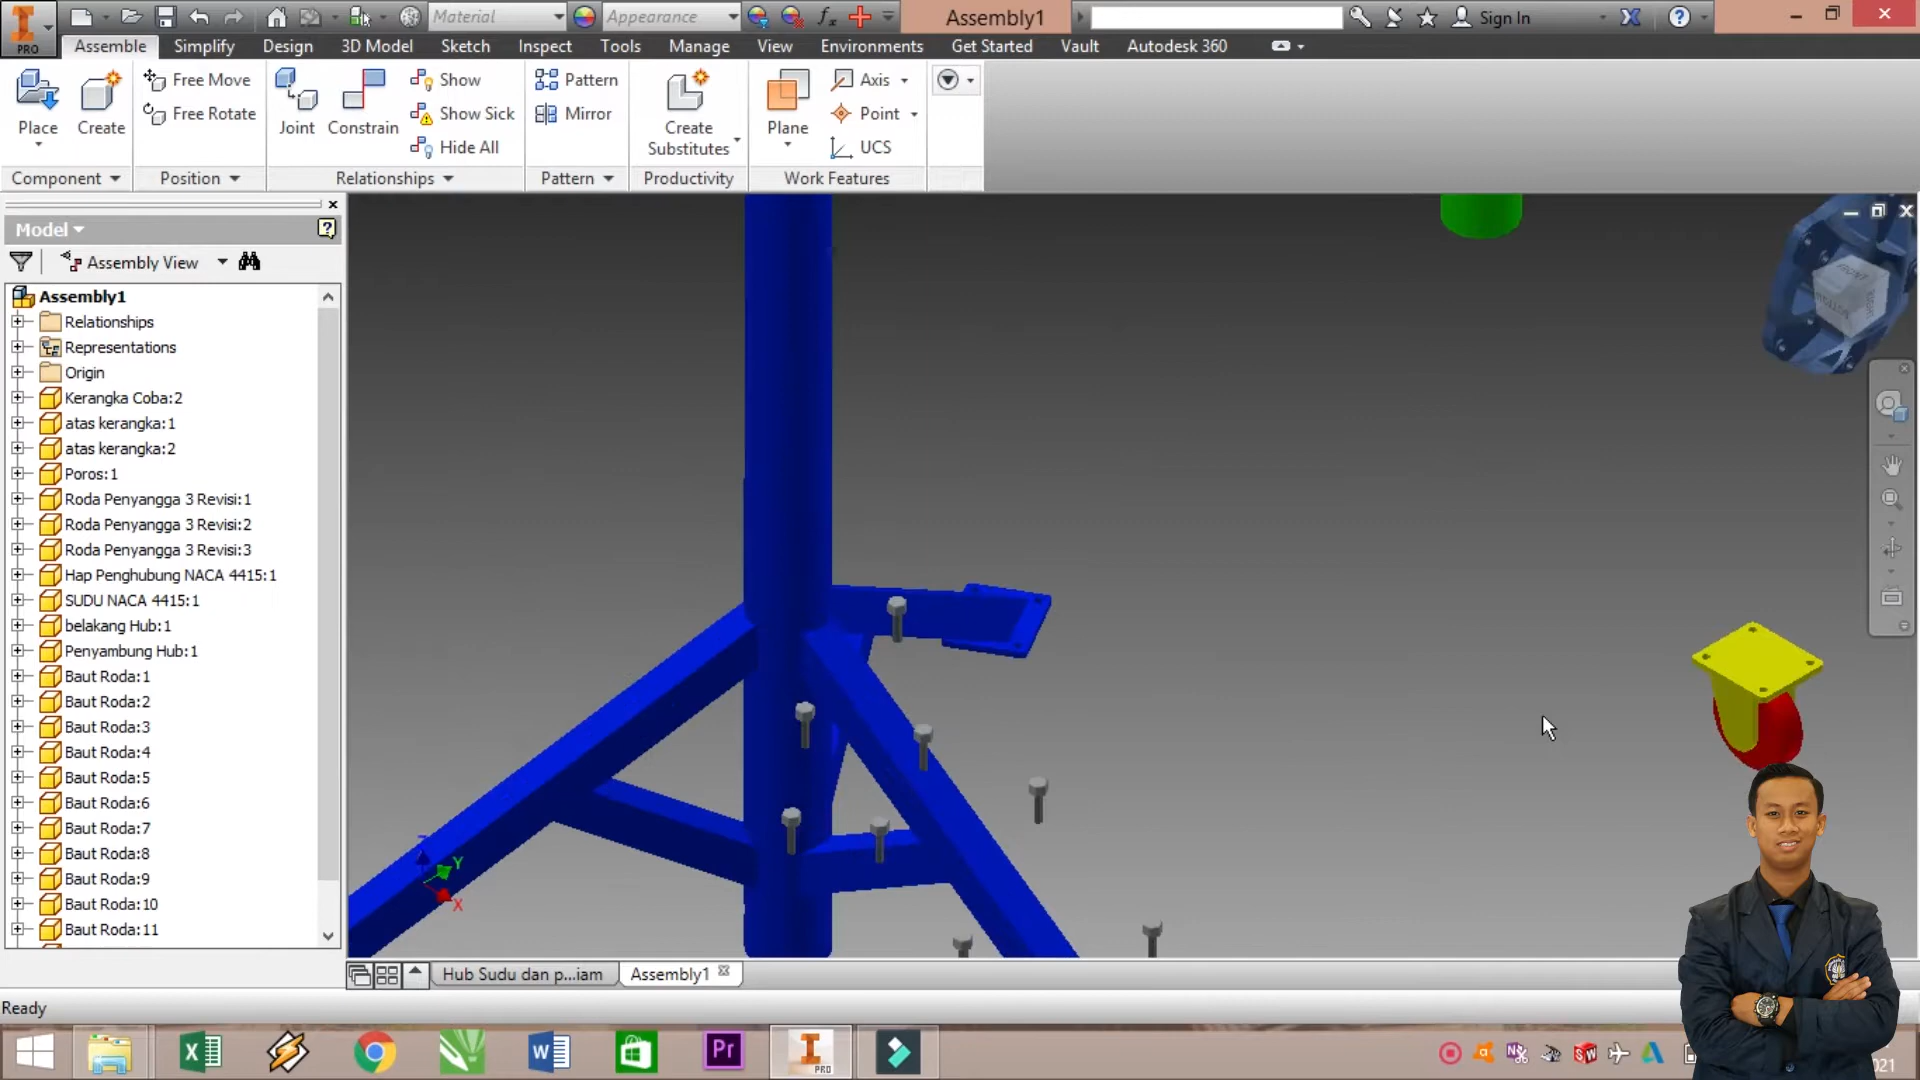 PRO
Material
Appearance
fx
Assembly1
Sign In
Assemble Simplify Design 3D Model Sketch Inspect Tools Manage View Environments Get Started Vault Autodesk 360
Place
Create
Free Move
Free Rotate
Joint
Constrain
Show
Show Sick
Hide All
Pattern
Mirror
Create
Substitutes
Plane
Axis
Point
UCS
Component
Position
Relationships
Pattern
Productivity
Work Features
Model
Assembly View
Assembly1
Relationships
Representations
Origin
Kerangka Coba:2
atas kerangka:1
atas kerangka:2
Poros:1
Roda Penyangga 3 Revisi:1
Roda Penyangga 3 Revisi:2
Roda Penyangga 3 Revisi:3
Hap Penghubung NACA 4415:1
SUDU NACA 4415:1
belakang Hub:1
Penyambung Hub:1
Baut Roda:1
Baut Roda:2
Baut Roda:3
Baut Roda:4
Baut Roda:5
Baut Roda:6
Baut Roda:7
Baut Roda:8
Baut Roda:9
Baut Roda:10
Baut Roda:11
Z
Y
X
Hub Sudu dan p...iam
Assembly1
Ready
Pr
PRO
021